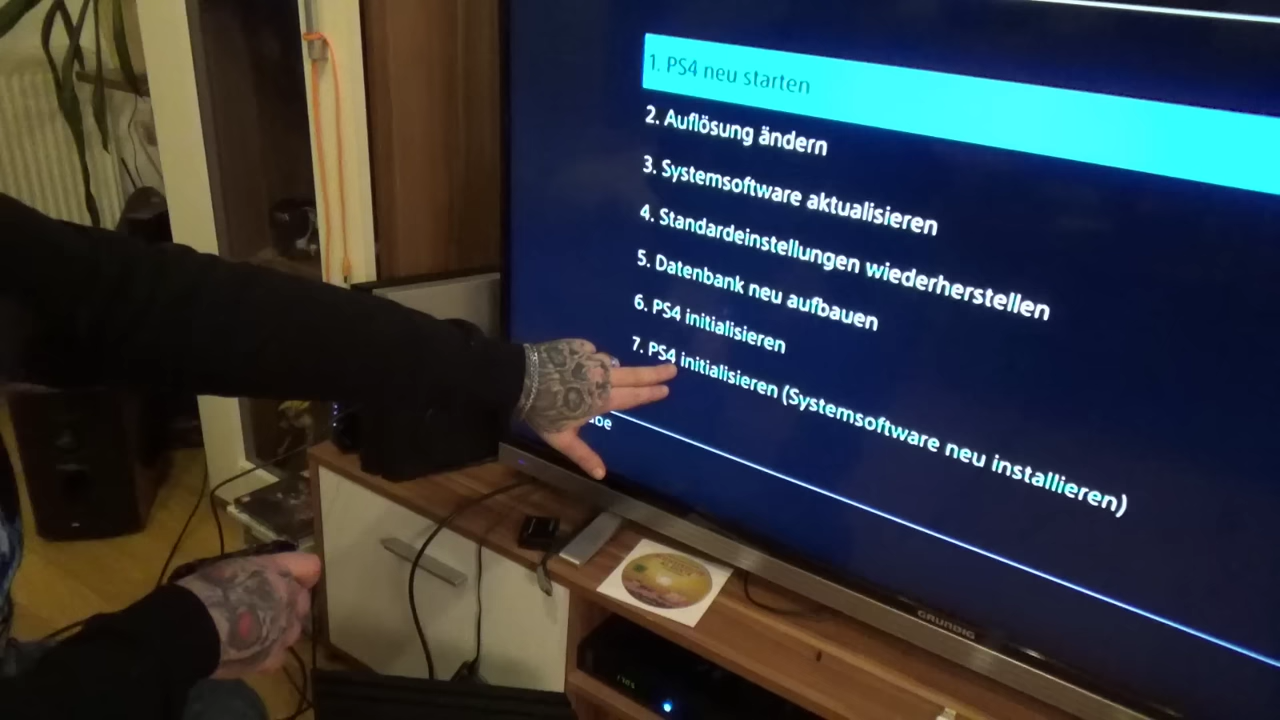 1. PS4 neu starten
2. Auflösung ändern
3. Systemsoftware aktualisieren
4. Standardeinstellungen wiederherstellen
5. Datenbank neu aufbauen
6. PS4 initialisieren
7. PS4 initialisieren (Systemsoftware neu installieren)
be
GRUNDIG